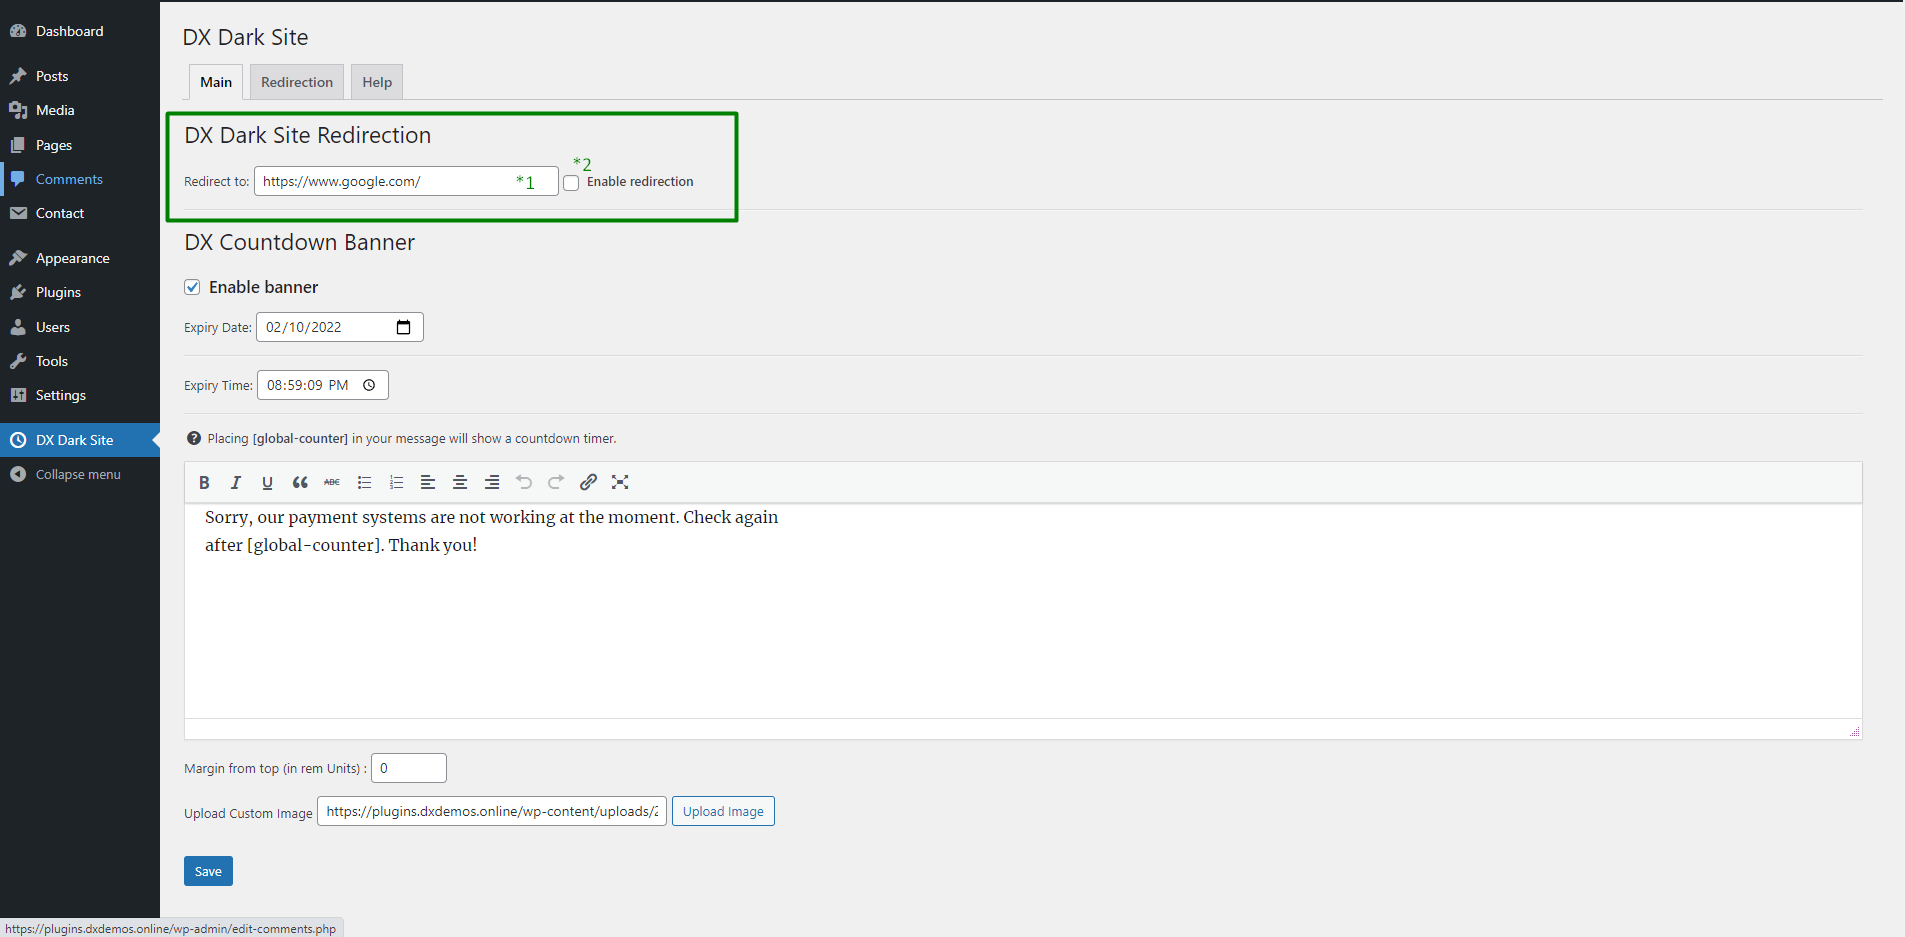 Dashboard
Posts
Media
Pages
Comments
Contact
Appearance
Plugins
Users
Tools
Settings
DX Dark Site
Collapse menu
DX Dark Site
Main Redirection Help
DX Dark Site Redirection
*2
Redirect to: https://www.google.com/ *1 Enable redirection
DX Countdown Banner
Enable banner
Expiry Date: 02/10/2022
Expiry Time: 08:59:09 PM
? Placing [global-counter] in your message will show a countdown timer.
B I U “ ABC
Sorry, our payment systems are not working at the moment. Check again
after [global-counter]. Thank you!
Margin from top (in rem Units) : 0
Upload Custom Image https://plugins.dxdemos.online/wp-content/uploads/2 Upload Image
Save
https://plugins.dxdemos.online/wp-admin/edit-comments.php